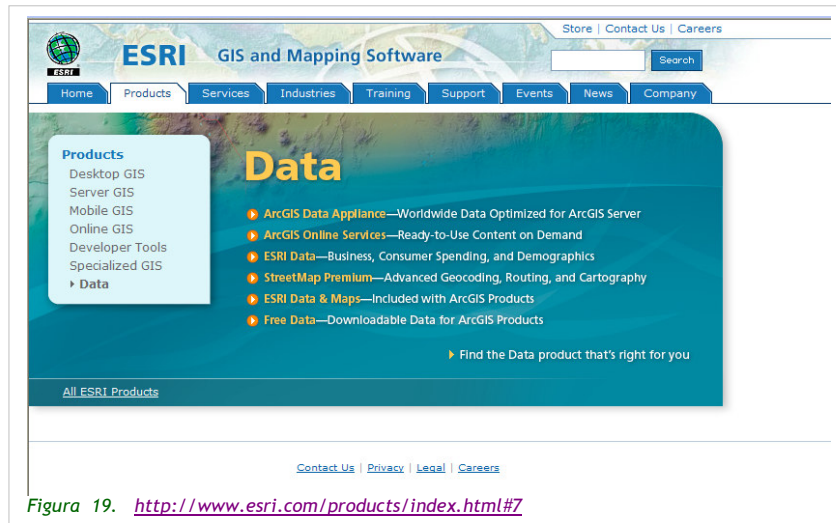 Store | Contact Us | Careers
ESRI
ESRI GIS and Mapping Software
Search
Home Products Services Industries Training Support Events News Company
Products
Desktop GIS
Server GIS
Mobile GIS
Online GIS
Developer Tools
Specialized GIS
Data
Data
ArcGIS Data Appliance—Worldwide Data Optimized for ArcGIS Server
ArcGIS Online Services—Ready-to-Use Content on Demand
ESRI Data—Business, Consumer Spending, and Demographics
StreetMap Premium—Advanced Geocoding, Routing, and Cartography
ESRI Data & Maps—Included with ArcGIS Products
Free Data—Downloadable Data for ArcGIS Products
Find the Data product that's right for you
All ESRI Products
Contact Us | Privacy | Legal | Careers
Figura 19. http://www.esri.com/products/index.html#7